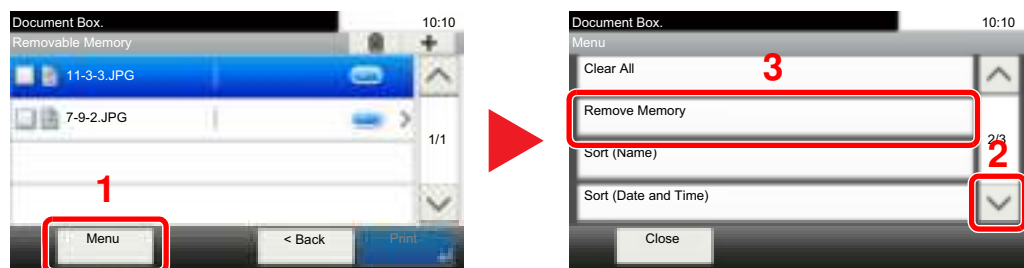 Document Box. 10:10
Removable Memory
11-3-3.JPG
7-9-2.JPG
1/1
1
Menu < Back Print
Document Box. 10:10
Menu
Clear All
3
Remove Memory
2/3
Sort (Name)
2
Sort (Date and Time)
Close